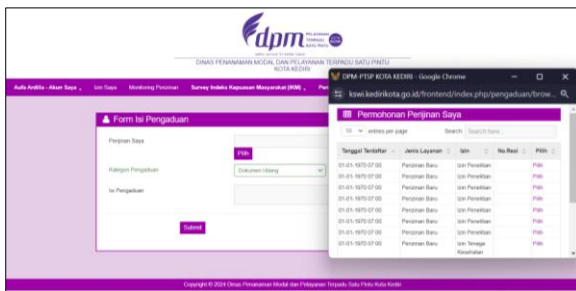 dpm
PELAYANAN
TERPADU
SATU PINTU
DINAS PENANAMAN MODAL DAN PELAYANAN TERPADU SATU PINTU
KOTA KEDIRI
Aulia Ardilla - Akun Saya
Izin Saya
Monitoring Perizinan
Survey Indeks Kepuasan Masyarakat (IKM)
Form Isi Pengaduan
Perijinan Saya
Pilih
Kategori Pengaduan
Dokumen Hilang
Isi Pengaduan
Submit
Copyright © 2024 Dinas Penanaman Modal dan Pelayanan Terpadu Satu Pintu Kota Kediri
DPM-PTSP KOTA KEDIRI - Google Chrome
kswi.kedirikota.go.id/frontend/index.php/pengaduan/brow...
Permohonan Perijinan Saya
10 entries per page Search Search here...
Tanggal Terdaftar Jenis Layanan Izin No.Resi Pilih
01-01-1970 07:00 Perizinan Baru Izin Penelitian Pilih
01-01-1970 07:00 Perizinan Baru Izin Penelitian Pilih
01-01-1970 07:00 Perizinan Baru Izin Penelitian Pilih
01-01-1970 07:00 Perizinan Baru Izin Penelitian Pilih
01-01-1970 07:00 Perizinan Baru Izin Penelitian Pilih
01-01-1970 07:00 Perizinan Baru Izin Penelitian Pilih
01-01-1970 07:00 Perizinan Baru Izin Penelitian Pilih
01-01-1970 07:00 Perizinan Baru Izin Tenaga Kesehatan Pilih